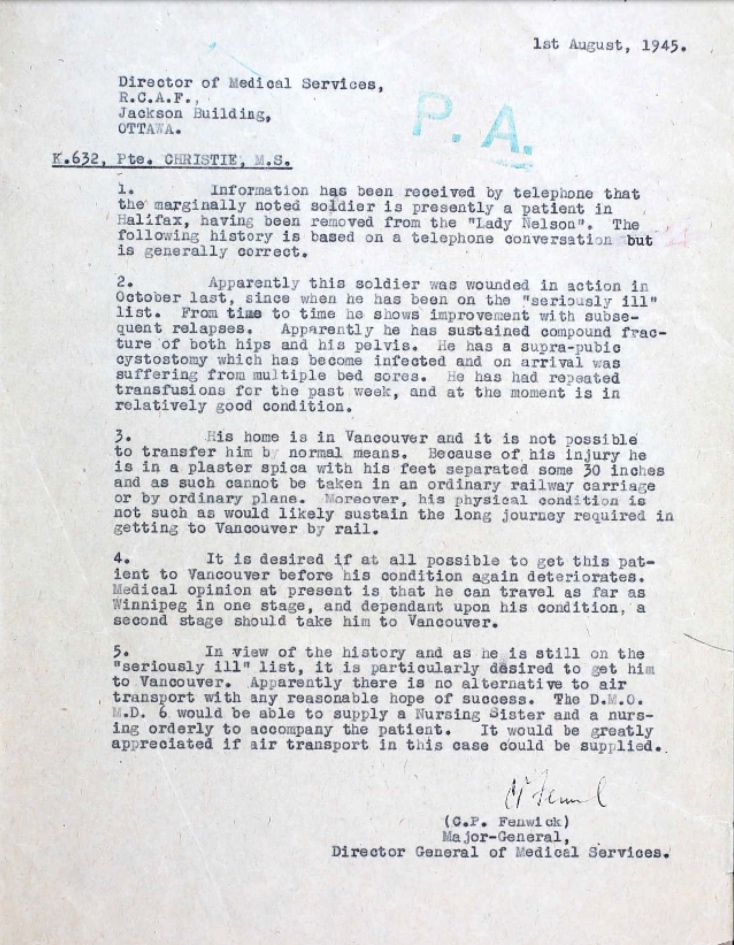 1st August, 1945.
Director of Medical Services,
R.C.A.F.,
Jackson Building,
OTTAWA.
P. A.
K.632, Pte. CHRISTIE, M.S.
1. Information has been received by telephone that
the marginally noted soldier is presently a patient in
Halifax, having been removed from the "Lady Nelson". The
following history is based on a telephone conversation but
is generally correct.
2. Apparently this soldier was wounded in action in
October last, since when he has been on the "seriously ill"
list. From time to time he shows improvement with subse-
quent relapses. Apparently he has sustained compound frac-
ture of both hips and his pelvis. He has a supra-pubic
cystostomy which has become infected and on arrival was
suffering from multiple bed sores. He has had repeated
transfusions for the past week, and at the moment is in
relatively good condition.
3. His home is in Vancouver and it is not possible
to transfer him by normal means. Because of his injury he
is in a plaster spica with his feet separated some 30 inches
and as such cannot be taken in an ordinary railway carriage
or by ordinary plane. Moreover, his physical condition is
not such as would likely sustain the long journey required in
getting to Vancouver by rail.
4. It is desired if at all possible to get this pat-
ient to Vancouver before his condition again deteriorates.
Medical opinion at present is that he can travel as far as
Winnipeg in one stage, and dependant upon his condition, a
second stage should take him to Vancouver.
5. In view of the history and as he is still on the
"seriously ill" list, it is particularly desired to get him
to Vancouver. Apparently there is no alternative to air
transport with any reasonable hope of success. The D.M.O.
M.D. 6 would be able to supply a Nursing Sister and a nurs-
ing orderly to accompany the patient. It would be greatly
appreciated if air transport in this case could be supplied.
(C.P. Fenwick)
Major-General,
Director General of Medical Services.